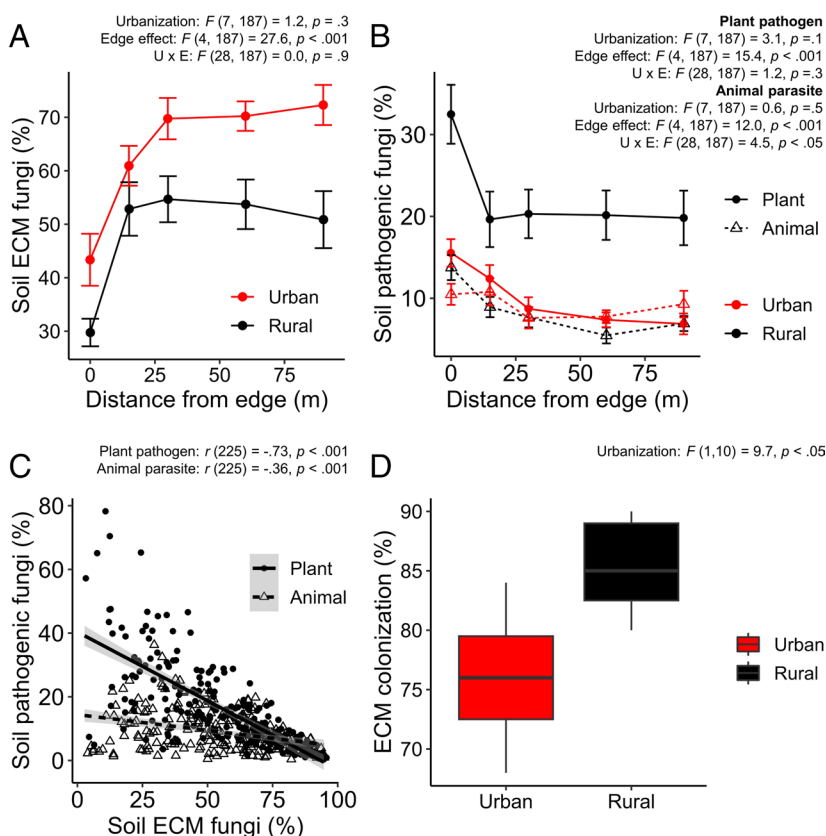 A
Urbanization: F (7, 187) = 1.2, p = .3
Edge effect: F (4, 187) = 27.6, p < .001
U x E: F (28, 187) = 0.0, p = .9
Soil ECM fungi (%)
70
60
50
40
30
Urban
Rural
0
25
50
75
Distance from edge (m)
B
Plant pathogen
Urbanization: F (7, 187) = 3.1, p =.1
Edge effect: F (4, 187) = 15.4, p < .001
U x E: F (28, 187) = 1.2, p =.3
Animal parasite
Urbanization: F (7, 187) = 0.6, p =.5
Edge effect: F (4, 187) = 12.0, p < .001
U x E: F (28, 187) = 4.5, p < .05
Soil pathogenic fungi (%)
30
20
10
Plant
Animal
Urban
Rural
0
25
50
75
Distance from edge (m)
C
Plant pathogen: r (225) = -.73, p < .001
Animal parasite: r (225) = -.36, p < .001
Soil pathogenic fungi (%)
80
60
40
20
0
Plant
Animal
0
25
50
75
100
Soil ECM fungi (%)
D
Urbanization: F (1,10) = 9.7, p < .05
ECM colonization (%)
90
85
80
75
70
Urban
Rural
Urban
Rural